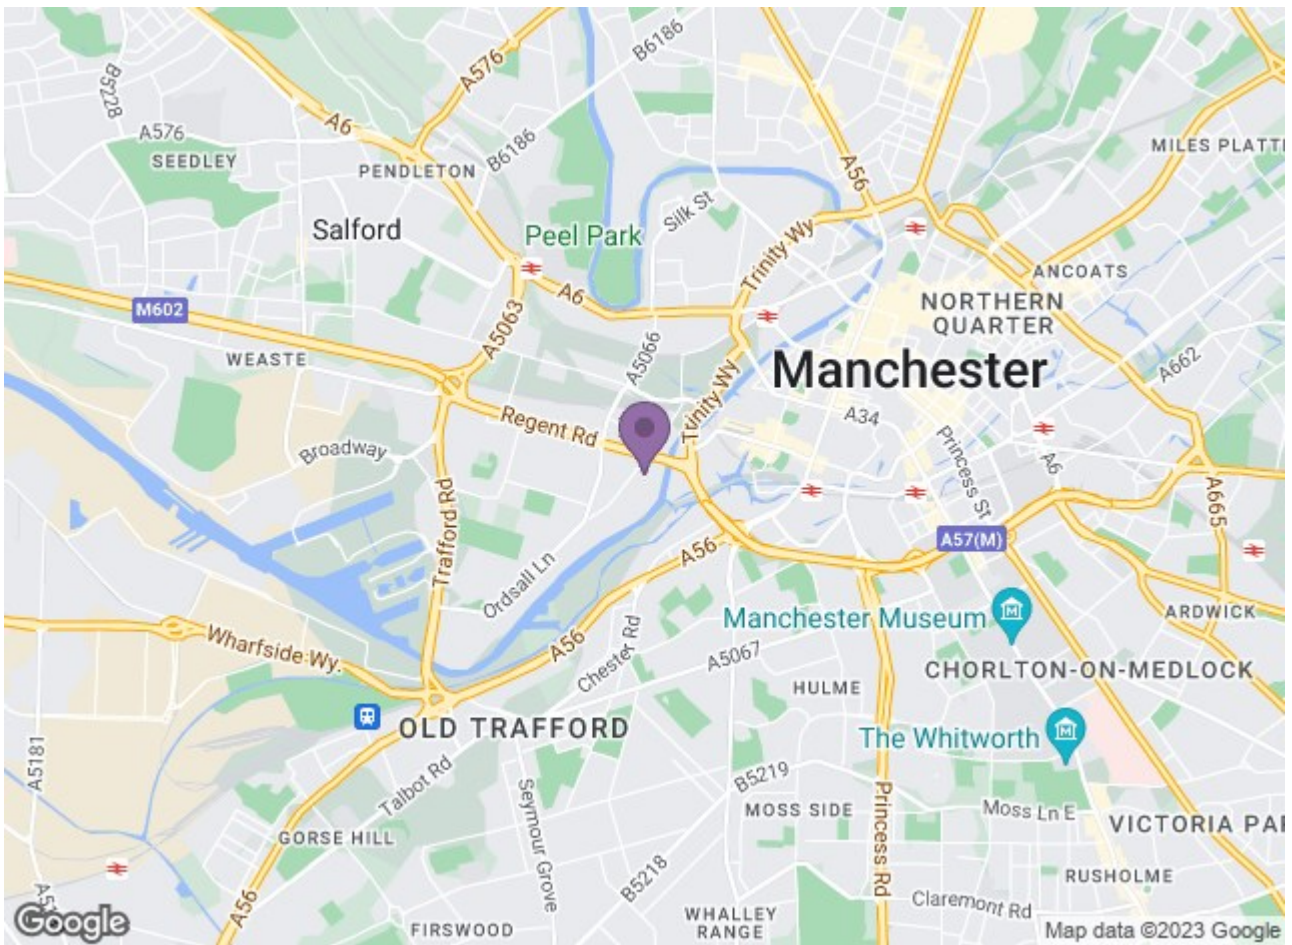 B6186
A576
B5228
A6
A576
SEEDLEY
B6186
PENDLETON
A56
MILES PLATTI
Silk St
Salford
Peel Park
Trinity Wy
ANCOATS
A6
M602
NORTHERN
QUARTER
A5063
WEASTE
A5066
A662
Manchester
Trinity Wy
A34
Regent Rd
Princess St
Broadway
A6
A665
Trafford Rd
A57(M)
A56
Ordsall Ln
Manchester Museum
ARDWICK
Wharfside Wy.
A56
Chester Rd
A5067
CHORLTON-ON-MEDLOCK
HULME
OLD TRAFFORD
The Whitworth
A5181
Talbot Rd
B5219
Seymour Grove
Princess Rd
MOSS SIDE
Moss Ln E
VICTORIA PAI
GORSE HILL
B5218
RUSHOLME
A56
Claremont Rd
WHALLEY
RANGE
FIRSWOOD
Google
Map data ©2023 Google